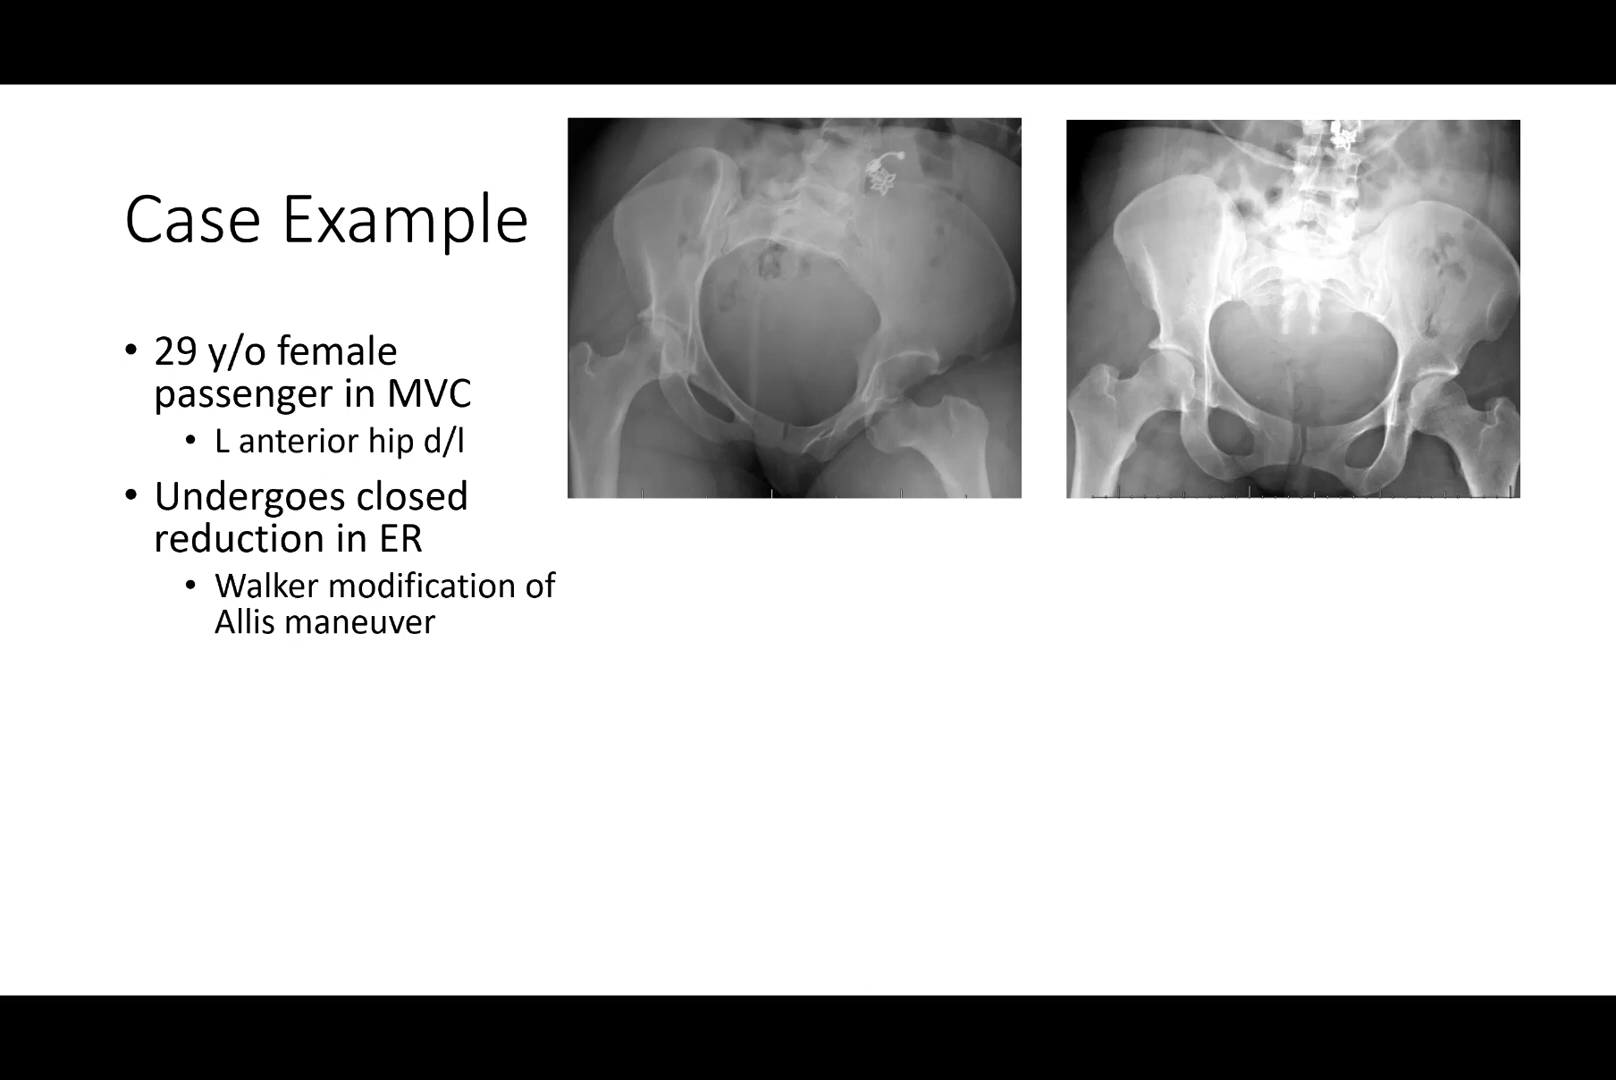 Case Example
• 29 y/o female
passenger in MVC
• L anterior hip d/l
• Undergoes closed
reduction in ER
• Walker modification of
Allis maneuver